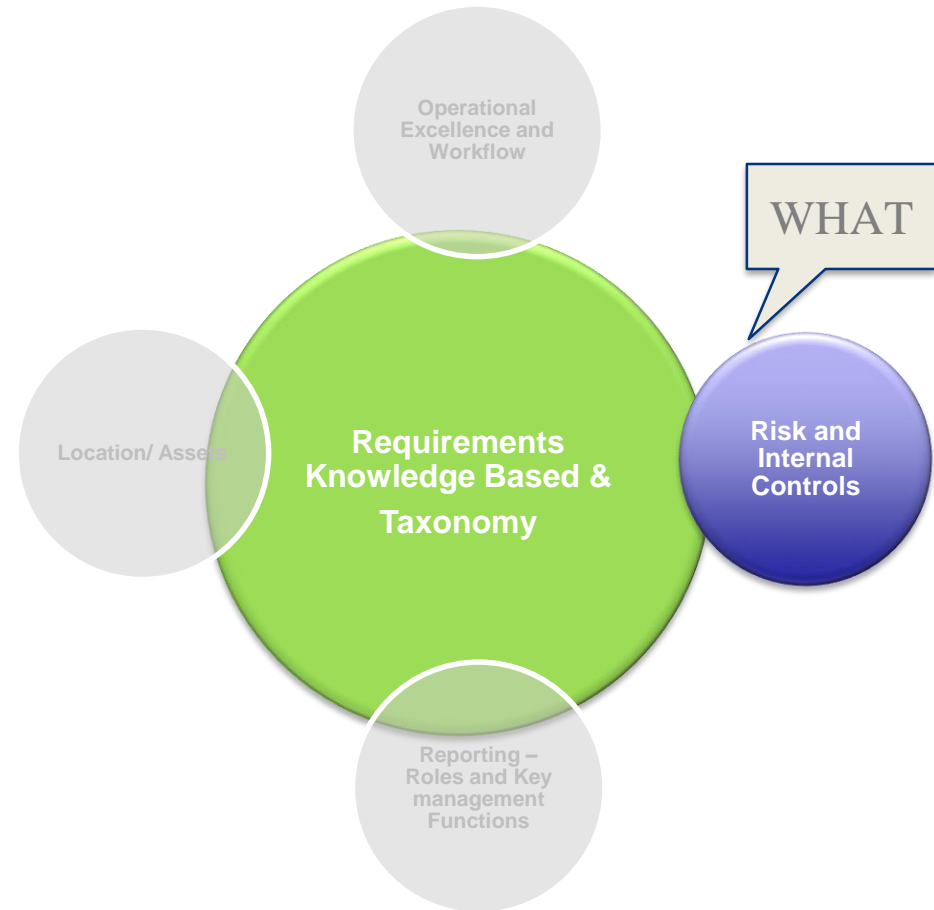 Operational
Excellence and
Workflow
WHAT
Location/ Assets
Requirements
Knowledge Based &
Taxonomy
Risk and
Internal
Controls
Reporting –
Roles and Key
management
Functions